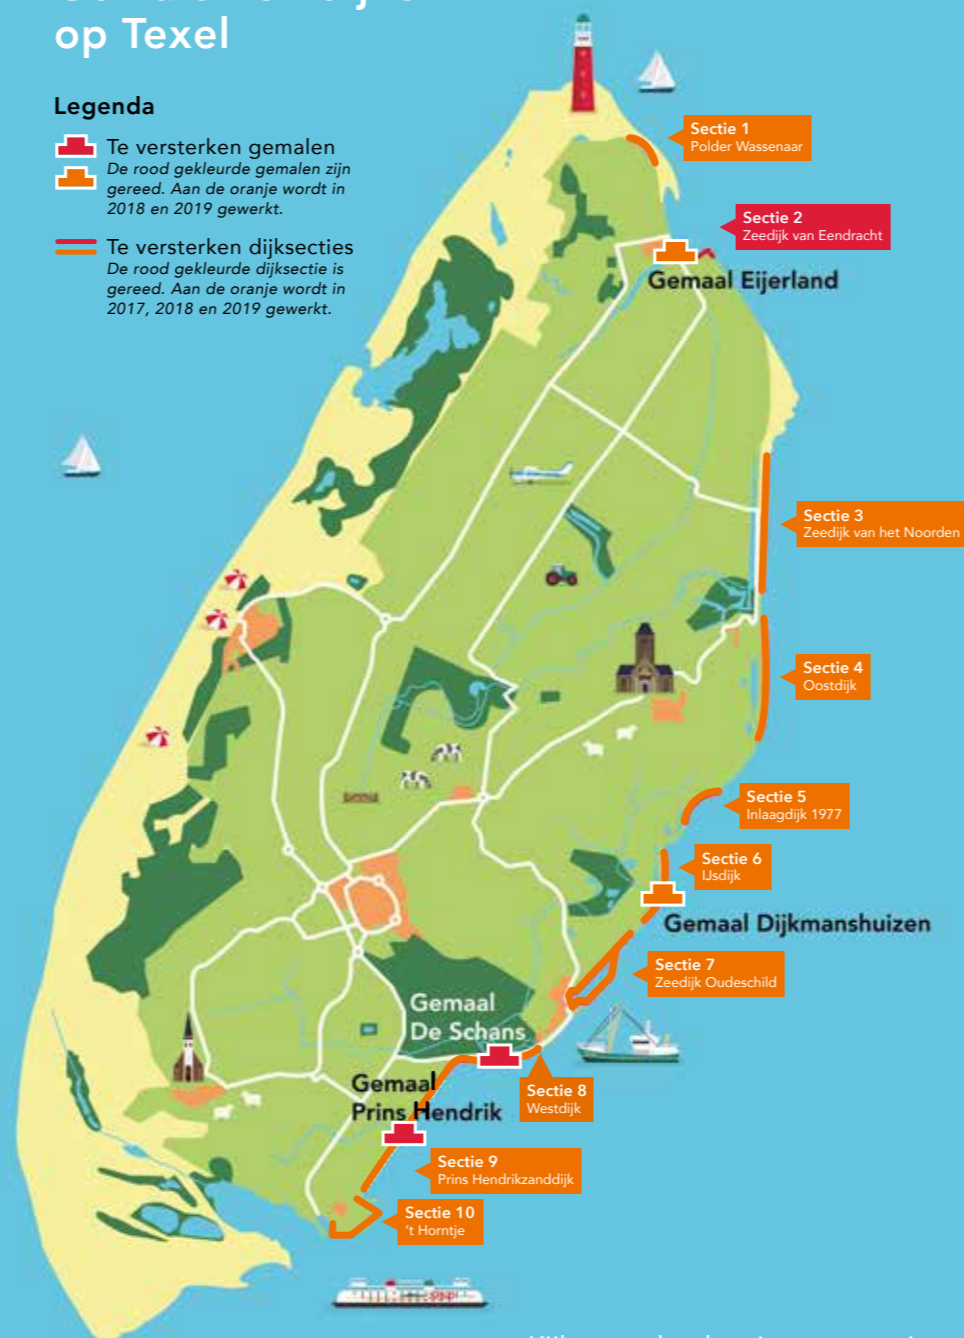 op Texel
Legenda
Te versterken gemalen
De rood gekleurde gemalen zijn
gereed. Aan de oranje wordt in
2018 en 2019 gewerkt.
Te versterken dijksecties
De rood gekleurde dijksectie is
gereed. Aan de oranje wordt in
2017, 2018 en 2019 gewerkt.
Sectie 1
Polder Wassenaar
Sectie 2
Zeedijk van Eendracht
Gemaal Eijerland
Sectie 3
Zeedijk van het Noorden
Sectie 4
Oostdijk
Sectie 5
Inlaagdijk 1977
Sectie 6
IJsdijk
Gemaal Dijkmanshuizen
Sectie 7
Zeedijk Oudeschild
Gemaal
De Schans
Sectie 8
Westdijk
Gemaal
Prins Hendrik
Sectie 9
Prins Hendrikzanddijk
Sectie 10
't Horntje